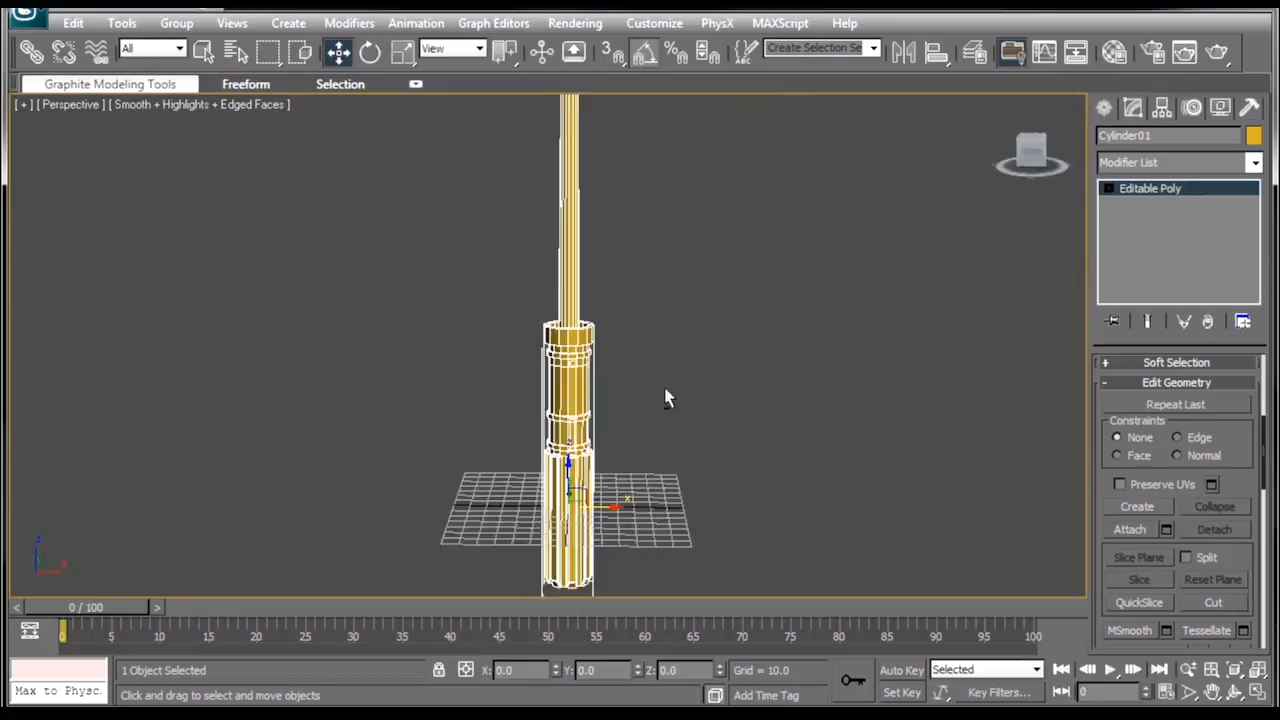 Edit Tools Group Views Create Modifiers Animation Graph Editors Rendering Customize PhysX MAXScript Help
All View 3 Create Selection Se
Graphite Modeling Tools Freeform Selection
[ + ] [ Perspective ] [ Smooth + Highlights + Edged Faces ]
Cylinder01
Modifier List
Editable Poly
+ Soft Selection
- Edit Geometry
Repeat Last
Constraints
None Edge
Face Normal
Preserve UVs
Create Collapse
Attach Detach
Slice Plane Split
Slice Reset Plane
QuickSlice Cut
MSmooth Tessellate
< 0 / 100 >
0 5 10 15 20 25 30 35 40 45 50 55 60 65 70 75 80 85 90 95 100
1 Object Selected X: 0.0 Y: 0.0 Z: 0.0 Grid = 10.0 Auto Key Selected
Max to Physc. Click and drag to select and move objects Add Time Tag Set Key Key Filters... 0